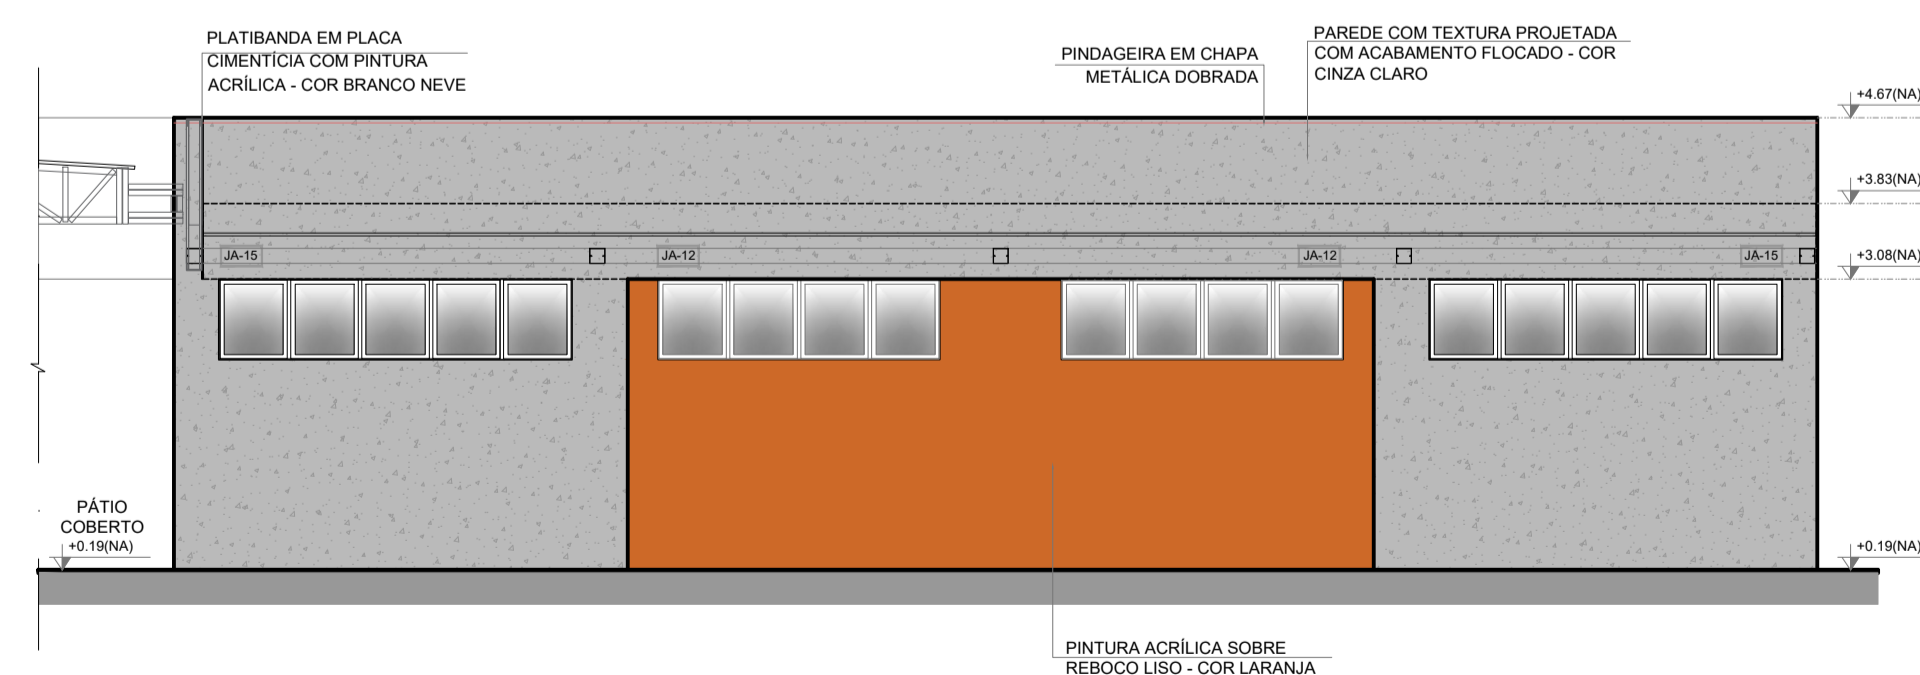 PLATIBANDA EM PLACA
CIMENTÍCIA COM PINTURA
ACRÍLICA - COR BRANCO NEVE
PINDAGEIRA EM CHAPA
METÁLICA DOBRADA
PAREDE COM TEXTURA PROJETADA
COM ACABAMENTO FLOCADO - COR
CINZA CLARO
+4.67(NA)
+3.83(NA)
JA-15
JA-12
JA-12
JA-15
+3.08(NA)
PÁTIO
COBERTO
+0.19(NA)
+0.19(NA)
PINTURA ACRÍLICA SOBRE
REBOCO LISO - COR LARANJA